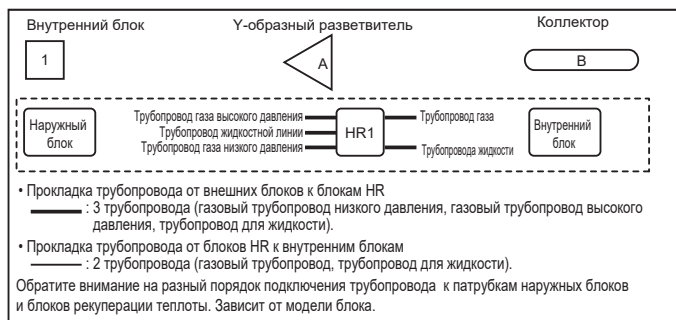 Внутренний блок
Y-образный разветвитель
Коллектор
1
A
B
Наружный
блок
Трубопровод газа высокого давления
Трубопровод жидкостной линии
Трубопровод газа низкого давления
HR1
Трубопровод газа
Трубопровода жидкости
Внутренний
блок
• Прокладка трубопровода от внешних блоков к блокам HR
: 3 трубопровода (газовый трубопровод низкого давления, газовый трубопровод высокого
давления, трубопровод для жидкости).
• Прокладка трубопровода от блоков HR к внутренним блокам
: 2 трубопровода (газовый трубопровод, трубопровод для жидкости).
Обратите внимание на разный порядок подключения трубопровода к патрубкам наружных блоков
и блоков рекуперации теплоты. Зависит от модели блока.